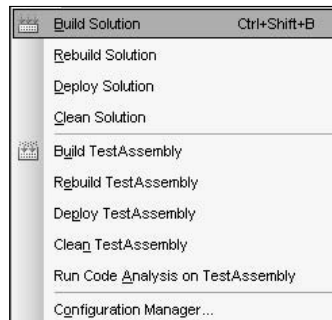 Build Solution Ctrl+Shift+B
Rebuild Solution
Deploy Solution
Clean Solution
Build TestAssembly
Rebuild TestAssembly
Deploy TestAssembly
Clean TestAssembly
Run Code Analysis on TestAssembly
Configuration Manager...